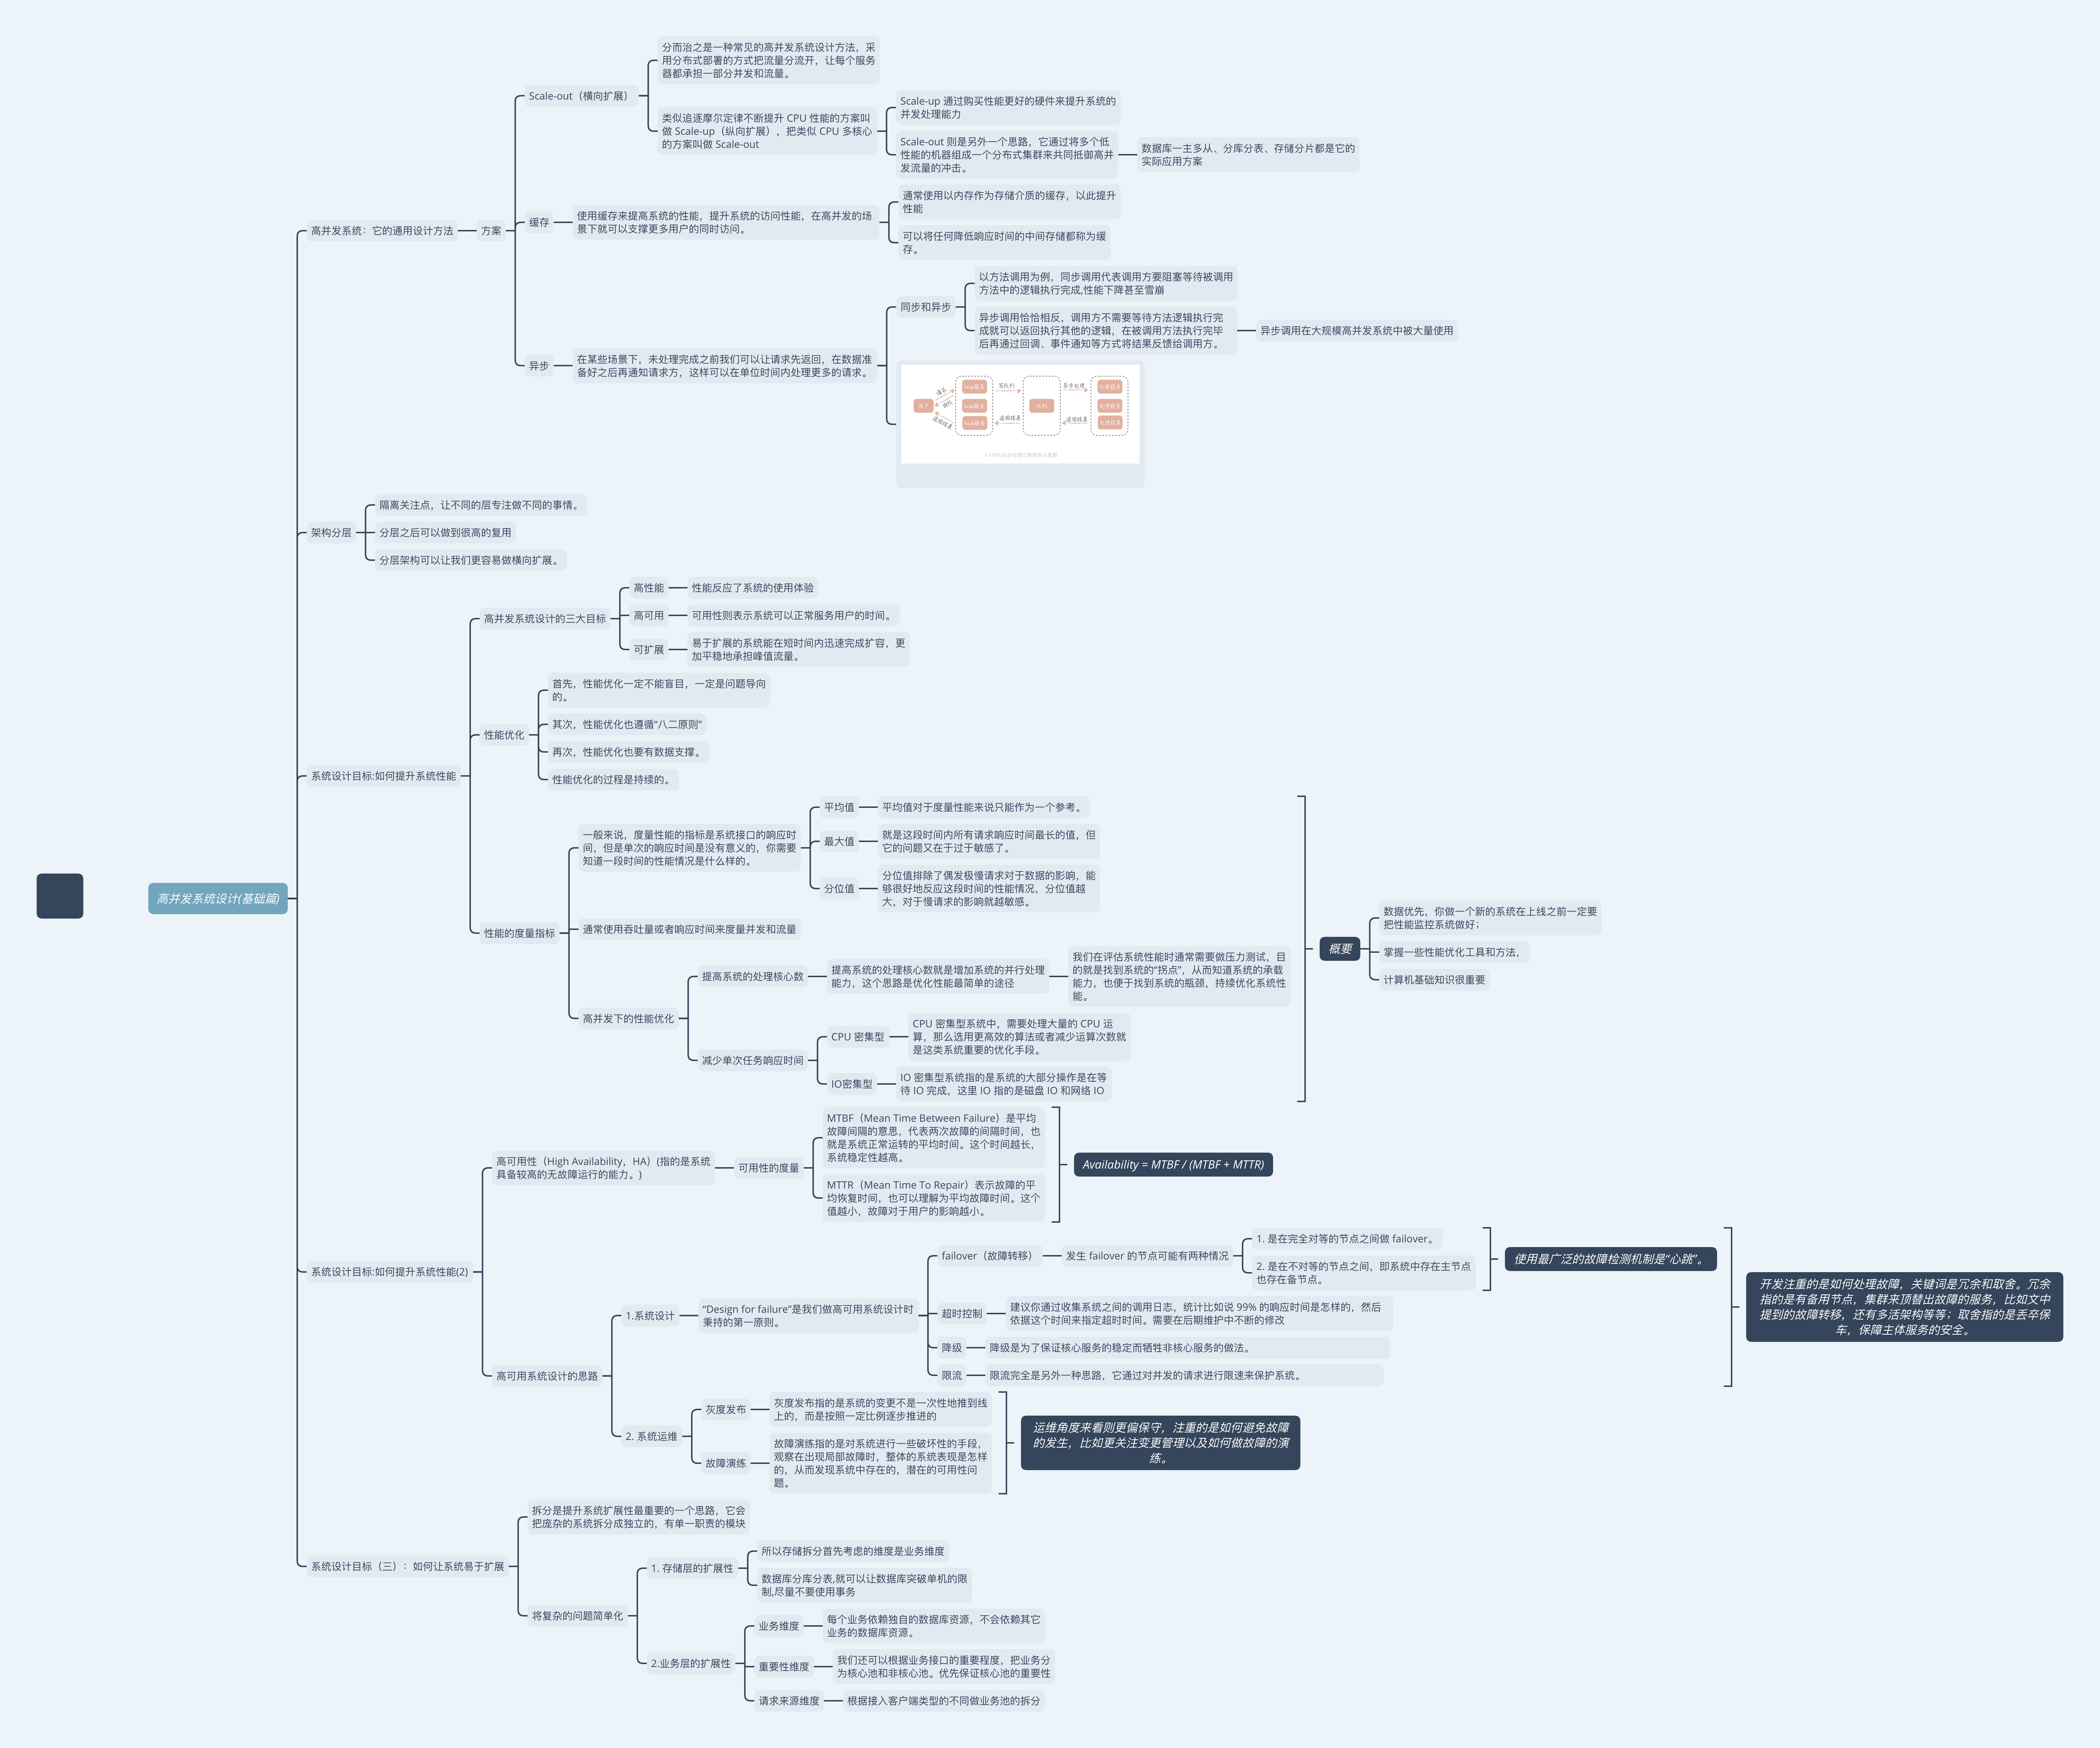 高并发系统设计(基础篇)
高并发系统：它的通用设计方法
方案
Scale-out（横向扩展）
分而治之是一种常见的高并发系统设计方法，采
用分布式部署的方式把流量分流开，让每个服务
器都承担一部分并发和流量。
类似追逐摩尔定律不断提升 CPU 性能的方案叫
做 Scale-up（纵向扩展），把类似 CPU 多核心
的方案叫做 Scale-out
Scale-up 通过购买性能更好的硬件来提升系统的
并发处理能力
Scale-out 则是另外一个思路，它通过将多个低
性能的机器组成一个分布式集群来共同抵御高并
发流量的冲击。
数据库一主多从、分库分表、存储分片都是它的
实际应用方案
缓存
使用缓存来提高系统的性能，提升系统的访问性能，在高并发的场
景下就可以支撑更多用户的同时访问。
通常使用以内存作为存储介质的缓存，以此提升
性能
可以将任何降低响应时间的中间存储都称为缓
存。
异步
在某些场景下，未处理完成之前我们可以让请求先返回，在数据准
备好之后再通知请求方，这样可以在单位时间内处理更多的请求。
同步和异步
以方法调用为例，同步调用代表调用方要阻塞等待被调用
方法中的逻辑执行完成,性能下降甚至雪崩
异步调用恰恰相反，调用方不需要等待方法逻辑执行完
成就可以返回执行其他的逻辑，在被调用方法执行完毕
后再通过回调、事件通知等方式将结果反馈给调用方。
异步调用在大规模高并发系统中被大量使用
用户
请求
返回结果
写队列
返回结果
队列
异步处理
返回结果
处理程序
处理程序
处理程序
架构分层
隔离关注点，让不同的层专注做不同的事情。
分层之后可以做到很高的复用
分层架构可以让我们更容易做横向扩展。
系统设计目标:如何提升系统性能
高并发系统设计的三大目标
高性能
性能反应了系统的使用体验
高可用
可用性则表示系统可以正常服务用户的时间。
可扩展
易于扩展的系统能在短时间内迅速完成扩容，更
加平稳地承担峰值流量。
性能优化
首先，性能优化一定不能盲目，一定是问题导向
的。
其次，性能优化也遵循“八二原则”
再次，性能优化也要有数据支撑。
性能优化的过程是持续的。
性能的度量指标
一般来说，度量性能的指标是系统接口的响应时
间，但是单次的响应时间是没有意义的，你需要
知道一段时间的性能情况是什么样的。
平均值
平均值对于度量性能来说只能作为一个参考。
最大值
就是这段时间内所有请求响应时间最长的值，但
它的问题又在于过于敏感了。
分位值
分位值排除了偶发极慢请求对于数据的影响，能
够很好地反应这段时间的性能情况，分位值越
大，对于慢请求的影响就越敏感。
通常使用吞吐量或者响应时间来度量并发和流量
高并发下的性能优化
提高系统的处理核心数
提高系统的处理核心数就是增加系统的并行处理
能力，这个思路是优化性能最简单的途径
我们在评估系统性能时通常需要做压力测试，目
的就是找到系统的“拐点”，从而知道系统的承载
能力，也便于找到系统的瓶颈，持续优化系统性
能。
减少单次任务响应时间
CPU 密集型
CPU 密集型系统中，需要处理大量的 CPU 运
算，那么选用更高效的算法或者减少运算次数就
是这类系统重要的优化手段。
IO密集型
IO 密集型系统指的是系统的大部分操作是在等
待 IO 完成，这里 IO 指的是磁盘 IO 和网络 IO
概要
数据优先，你做一个新的系统在上线之前一定要
把性能监控系统做好；
掌握一些性能优化工具和方法，
计算机基础知识很重要
系统设计目标:如何提升系统性能(2)
高可用性（High Availability，HA）(指的是系统
具备较高的无故障运行的能力。)
可用性的度量
MTBF（Mean Time Between Failure）是平均
故障间隔的意思，代表两次故障的间隔时间，也
就是系统正常运转的平均时间。这个时间越长，
系统稳定性越高。
MTTR（Mean Time To Repair）表示故障的平
均恢复时间，也可以理解为平均故障时间。这个
值越小，故障对于用户的影响越小。
Availability = MTBF / (MTBF + MTTR)
高可用系统设计的思路
1.系统设计
“Design for failure”是我们做高可用系统设计时
秉持的第一原则。
failover（故障转移）
发生 failover 的节点可能有两种情况
1. 是在完全对等的节点之间做 failover。
2. 是在不对等的节点之间，即系统中存在主节点
也存在备节点。
使用最广泛的故障检测机制是“心跳”。
超时控制
建议你通过收集系统之间的调用日志，统计比如说 99% 的响应时间是怎样的，然后
依据这个时间来指定超时时间。需要在后期维护中不断的修改
降级
降级是为了保证核心服务的稳定而牺牲非核心服务的做法。
限流
限流完全是另外一种思路，它通过对并发的请求进行限速来保护系统。
开发注重的是如何处理故障，关键词是冗余和取舍。冗余
指的是有备用节点，集群来顶替出故障的服务，比如文中
提到的故障转移，还有多活架构等等；取舍指的是丢卒保
车，保障主体服务的安全。
2. 系统运维
灰度发布
灰度发布指的是系统的变更不是一次性地推到线
上的，而是按照一定比例逐步推进的
故障演练
故障演练指的是对系统进行一些破坏性的手段，
观察在出现局部故障时，整体的系统表现是怎样
的，从而发现系统中存在的，潜在的可用性问
题。
运维角度来看则更偏保守，注重的是如何避免故障
的发生，比如更关注变更管理以及如何做故障的演
练。
系统设计目标（三）：如何让系统易于扩展
拆分是提升系统扩展性最重要的一个思路，它会
把庞杂的系统拆分成独立的，有单一职责的模块
将复杂的问题简单化
1. 存储层的扩展性
所以存储拆分首先考虑的维度是业务维度
数据库分库分表,就可以让数据库突破单机的限
制,尽量不要使用事务
2.业务层的扩展性
业务维度
每个业务依赖独自的数据库资源，不会依赖其它
业务的数据库资源。
重要性维度
我们还可以根据业务接口的重要程度，把业务分
为核心池和非核心池。优先保证核心池的重要性
请求来源维度
根据接入客户端类型的不同做业务池的拆分